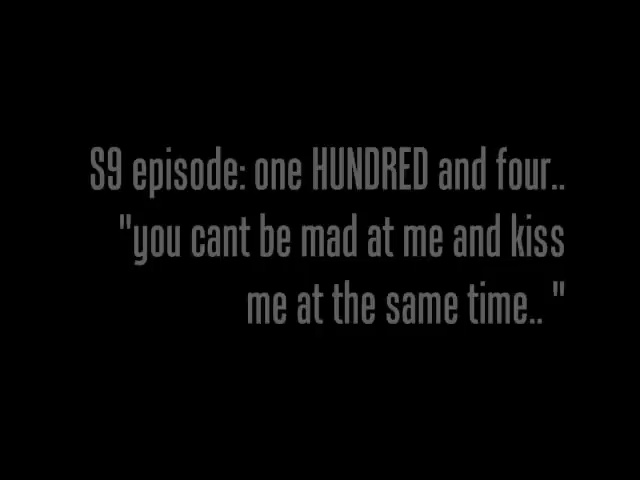 S9 episode: one HUNDRED and four..
"you cant be mad at me and kiss
me at the same time.. "